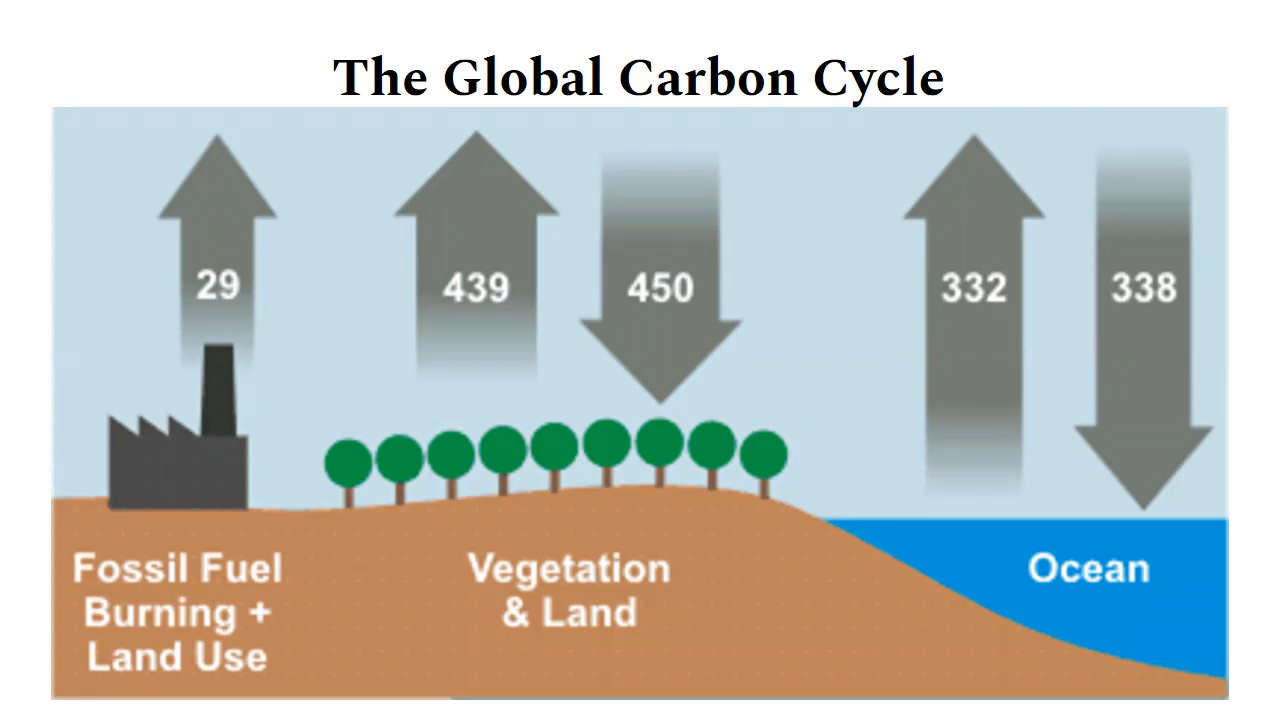 The Global Carbon Cycle
29
439
450
332
338
Fossil Fuel
Burning +
Land Use
Vegetation
& Land
Ocean